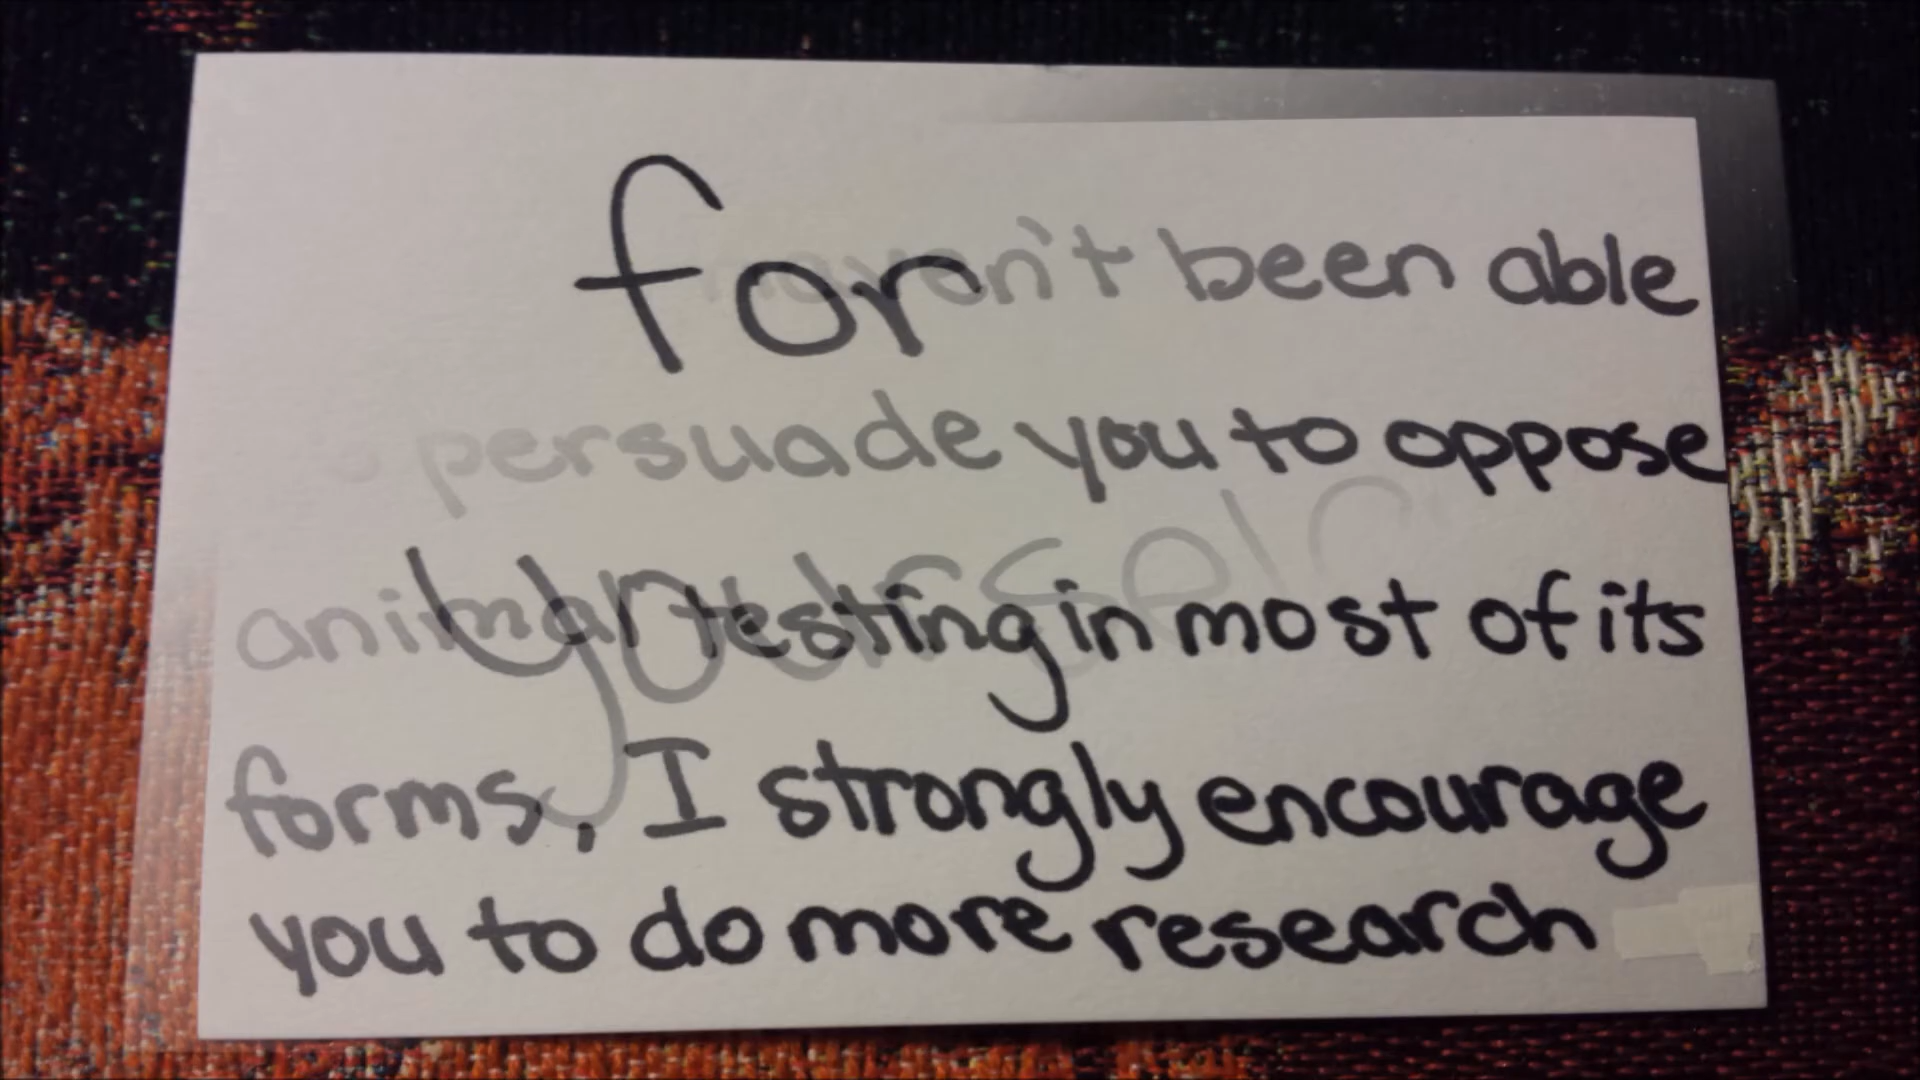 haven't been able
persuade you to oppose
animal testing in most of its
forms, I strongly encourage
you to do more research
for
yourself